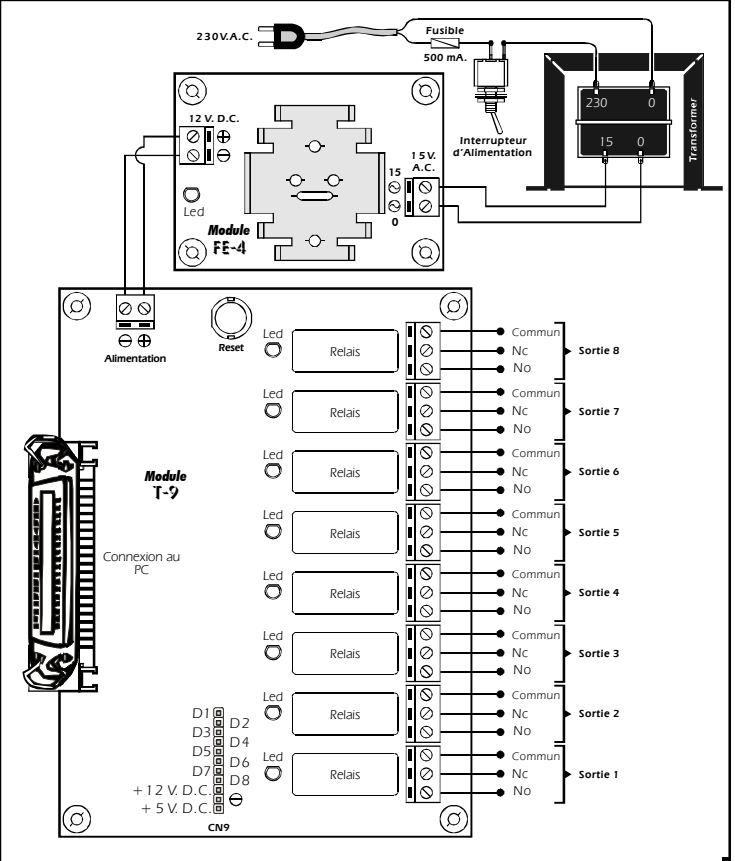 230V.A.C.
Fusible
500 mA.
Interrupteur
d'Alimentation
230 0
15 0
Transformer
12 V. D.C.
15 V.
A.C.
15
0
Led
Module
FE-4
Alimentation
Reset
Module
T-9
Connexion au
PC
Led
Relais
Commun
Nc
No
Sortie 8
Led
Relais
Commun
Nc
No
Sortie 7
Led
Relais
Commun
Nc
No
Sortie 6
Led
Relais
Commun
Nc
No
Sortie 5
Led
Relais
Commun
Nc
No
Sortie 4
Led
Relais
Commun
Nc
No
Sortie 3
Led
Relais
Commun
Nc
No
Sortie 2
Led
Relais
Commun
Nc
No
Sortie 1
D1
D2
D3
D4
D5
D6
D7
D8
+ 12 V. D.C.
+ 5 V. D.C.
CN9